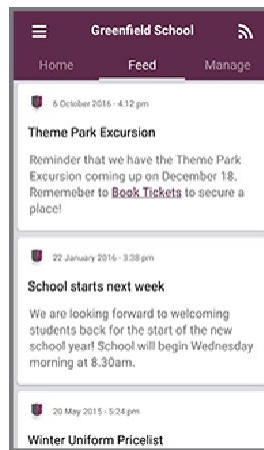 Greenfield School
Home Feed Manage
6 October 2016 - 4:12 pm
Theme Park Excursion
Reminder that we have the Theme Park
Excursion coming up on December 18.
Rememeber to Book Tickets to secure a
place!
22 January 2016 - 3:38 pm
School starts next week
We are looking forward to welcoming
students back for the start of the new
school year! School will begin Wednesday
morning at 8.30am.
20 May 2015 - 5:24 pm
Winter Uniform Pricelist